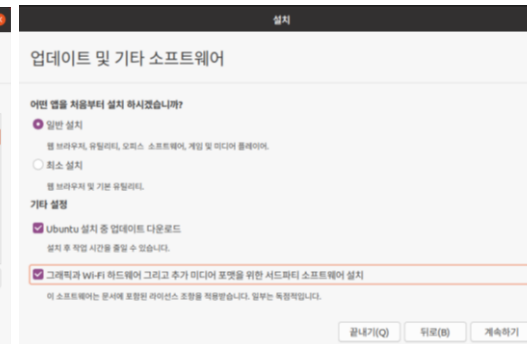 설치
업데이트 및 기타 소프트웨어
어떤 앱을 처음부터 설치 하시겠습니까?
일반 설치
웹 브라우저, 유틸리티, 오피스 소프트웨어, 게임 및 미디어 플레이어.
최소 설치
웹 브라우저 및 기본 유틸리티.
기타 설정
Ubuntu 설치 중 업데이트 다운로드
설치 후 작업 시간을 줄일 수 있습니다.
그래픽과 Wi-Fi 하드웨어 그리고 추가 미디어 포맷을 위한 서드파티 소프트웨어 설치
이 소프트웨어는 문서에 포함된 라이선스 조항을 적용받습니다. 일부는 독점적입니다.
끝내기(Q) 뒤로(B) 계속하기